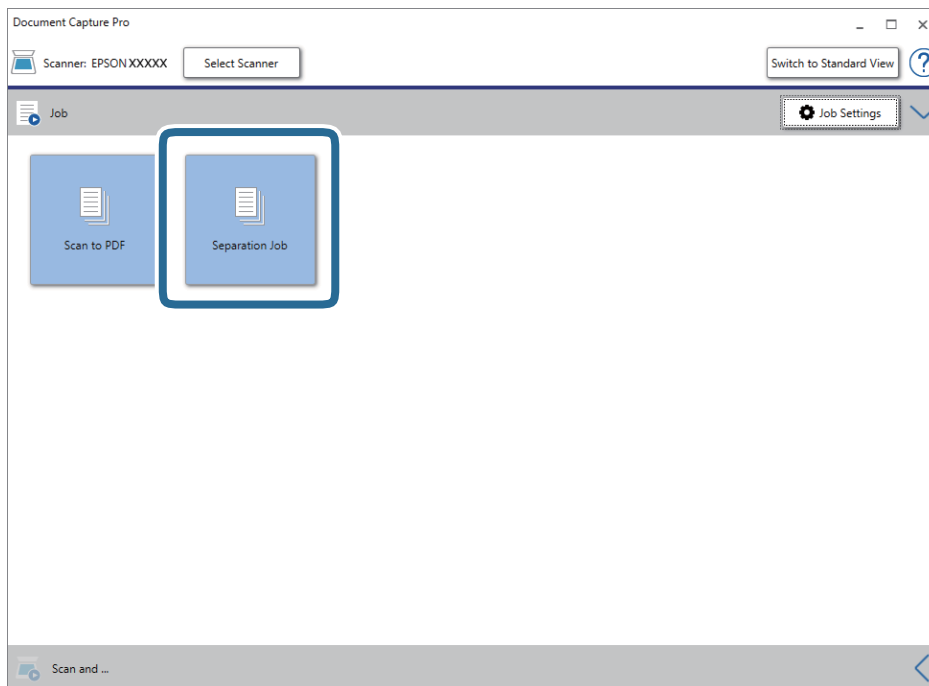 Document Capture Pro
Scanner: EPSON XXXXX
Select Scanner
Switch to Standard View
?
Job
Job Settings
Scan to PDF
Separation Job
Scan and ...